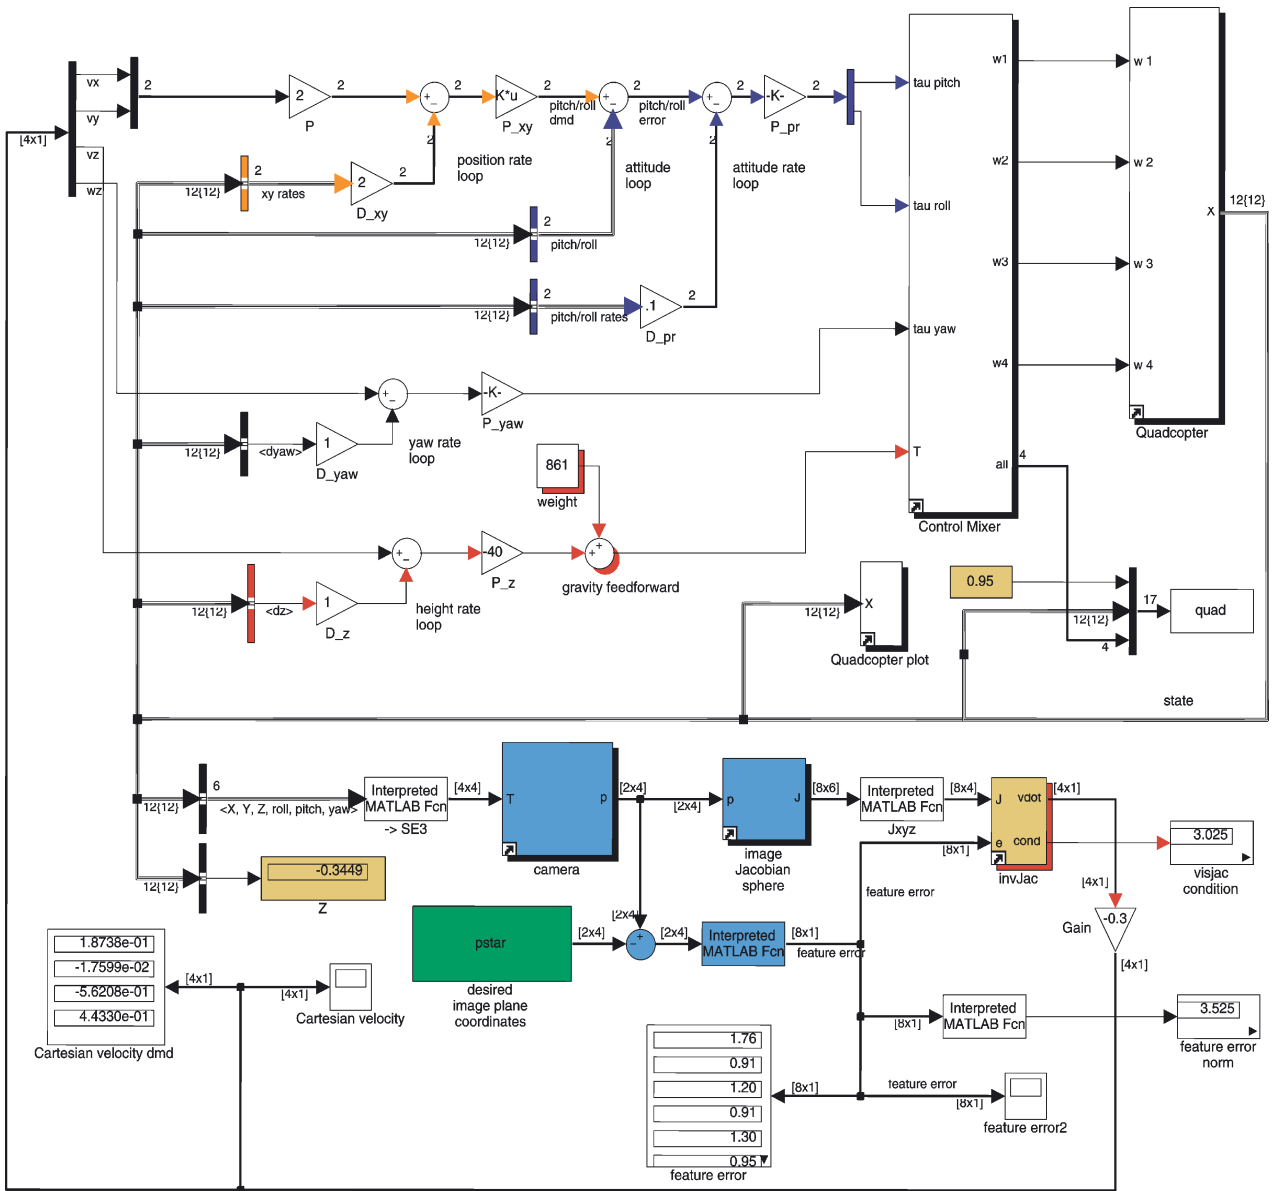 vx
vy
vz
wz
[4x1]
2
2
P
2
2
K*u
P_xy
2
pitch/roll
dmd
2
pitch/roll
error
2
-K-
P_pr
2
tau pitch
tau roll
tau yaw
T
w1
w2
w3
w4
all
4
Control Mixer
w 1
w 2
w 3
w 4
X
12{12}
Quadcopter
12{12}
2
xy rates
2
D_xy
2
2
position rate
loop
2
attitude
loop
2
attitude rate
loop
12{12}
2
pitch/roll
12{12}
2
pitch/roll rates
.1
D_pr
2
-K-
P_yaw
12{12}
<dyaw>
1
D_yaw
yaw rate
loop
861
weight
-40
P_z
gravity feedforward
12{12}
<dz>
1
D_z
height rate
loop
12{12}
X
Quadcopter plot
0.95
12{12}
4
17
quad
state
12{12}
6
<X, Y, Z, roll, pitch, yaw>
Interpreted
MATLAB Fcn
-> SE3
[4x4]
T
p
camera
[2x4]
[2x4]
p
J
image
Jacobian
sphere
[8x6]
Interpreted
MATLAB Fcn
Jxyz
[8x4]
J
e
vdot
cond
invJac
[8x1]
[4x1]
3.025
visjac
condition
12{12}
-0.3449
Z
feature error
[4x1]
-0.3
Gain
[4x1]
pstar
desired
image plane
coordinates
[2x4]
[2x4]
[2x4]
Interpreted
MATLAB Fcn
[8x1]
feature error
1.8738e-01
-1.7599e-02
-5.6208e-01
4.4330e-01
Cartesian velocity dmd
[4x1]
[4x1]
Cartesian velocity
[8x1]
Interpreted
MATLAB Fcn
3.525
feature error
norm
1.76
0.91
1.20
0.91
1.30
0.95
feature error
[8x1]
feature error
[8x1]
feature error2